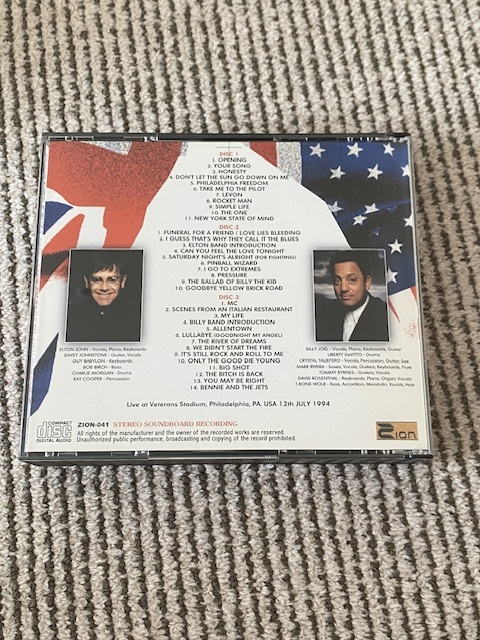 DISC 1
1. OPENING
2. YOUR SONG
3. HONESTY
4. DON'T LET THE SUN GO DOWN ON ME
5. PHILADELPHIA FREEDOM
6. TAKE ME TO THE PILOT
7. LEVON
8. ROCKET MAN
9. SIMPLE LIFE
10. THE ONE
11. NEW YORK STATE OF MIND
DISC 2
1. FUNERAL FOR A FRIEND / LOVE LIES BLEEDING
2. I GUESS THAT'S WHY THEY CALL IT THE BLUES
3. ELTON BAND INTRODUCTION
4. CAN YOU FEEL THE LOVE TONIGHT
5. SATURDAY NIGHT'S ALRIGHT (FOR FIGHTING)
6. PINBALL WIZARD
7. I GO TO EXTREMES
8. PRESSURE
9. THE BALLAD OF BILLY THE KID
10. GOODBYE YELLOW BRICK ROAD
DISC 3
1. MC
2. SCENES FROM AN ITALIAN RESTAURANT
3. MY LIFE
4. BILLY BAND INTRODUCTION
5. ALLENTOWN
6. LULLABYE (GOODNIGHT MY ANGEL)
7. THE RIVER OF DREAMS
8. WE DIDN'T START THE FIRE
9. IT'S STILL ROCK AND ROLL TO ME
10. ONLY THE GOOD DIE YOUNG
11. BIG SHOT
12. THE BITCH IS BACK
13. YOU MAY BE RIGHT
14. BENNIE AND THE JETS
ELTON JOHN - Vocals, Piano, Keyboards
DAVEY JOHNSTONE - Guitar, Vocals
GUY BABYLON - Keyboards
BOB BIRCH - Bass
CHARLIE MORGAN - Drums
RAY COOPER - Percussion
BILLY JOEL - Vocals, Piano, Keyboards, Guitar
LIBERTY DeVITTO - Drums
CRYSTAL TALIEFERO - Vocals, Percussion, Guitar, Sax
MARK RIVERA - Saxes, Vocals, Guitars, Keyboards, Flute
TOMMY BYRNES - Guitars, Vocals
DAVID ROSENTHAL - Keyboards, Piano, Organ, Vocals
T-BONE WOLK - Bass, Accordion, Mandolin, Vocals
Live at Veterans Stadium, Philadelphia, PA. USA 12th JULY 1994
COMPACT
disc
DIGITAL AUDIO
ZION-041 STEREO SOUNDBOARD RECORDING
All rights of the manufacturer and the owner of the recorded works are reserved.
Unauthorized public performance, broadcasting and copying of the record prohibited.
Zion